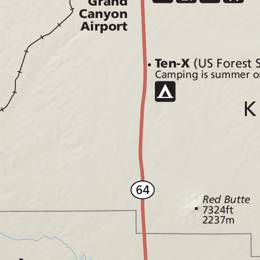 Grand
Canyon
Airport
Ten-X (US Forest S
Camping is summer o
K
64
Red Butte
7324ft
2237m